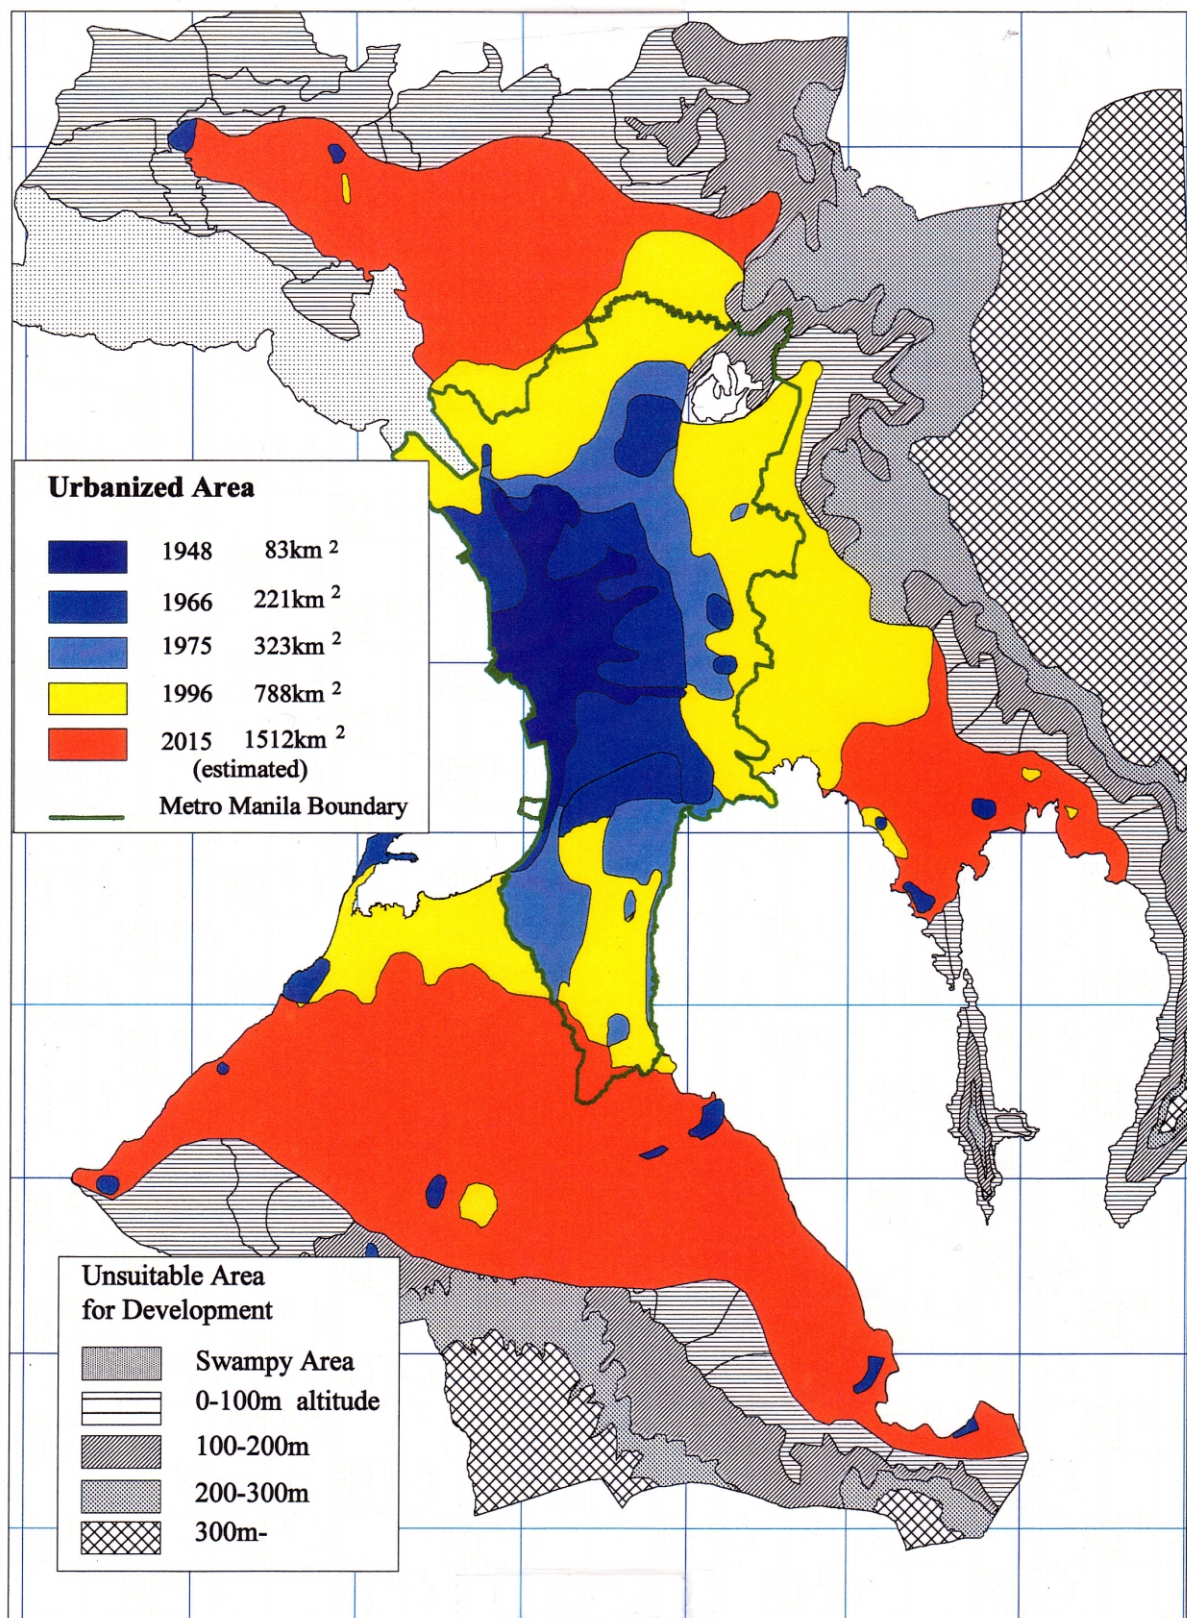 Urbanized Area
1948 83km 2
1966 221km 2
1975 323km 2
1996 788km 2
2015 1512km 2
(estimated)
Metro Manila Boundary
Unsuitable Area
for Development
Swampy Area
0-100m altitude
100-200m
200-300m
300m-